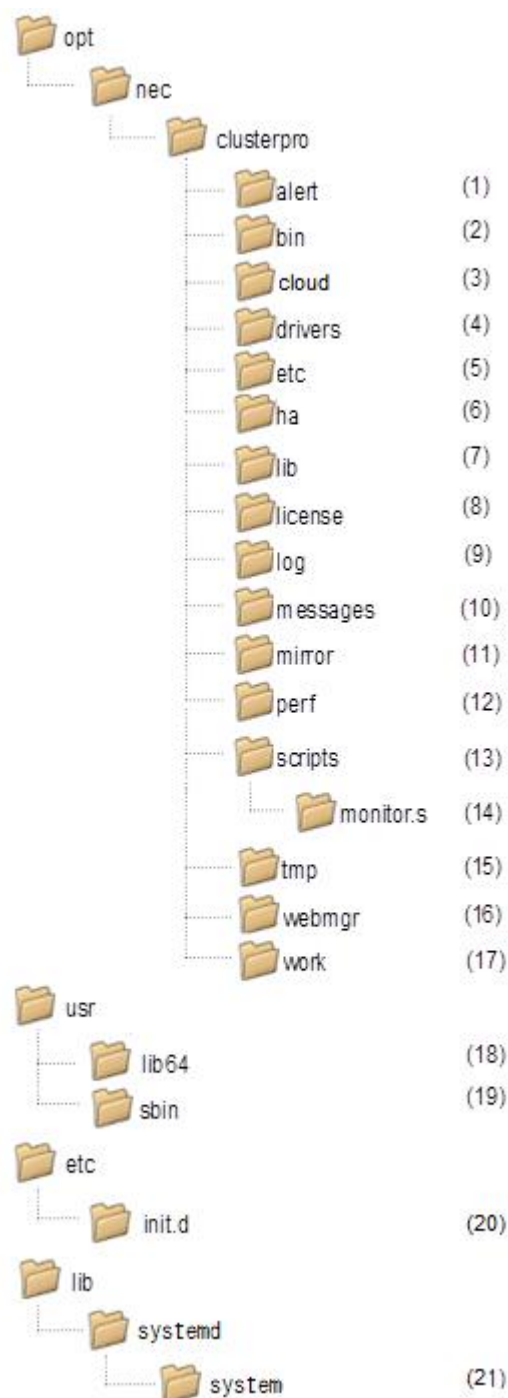 opt
nec
clusterpro
alert (1)
bin (2)
cloud (3)
drivers (4)
etc (5)
ha (6)
lib (7)
license (8)
log (9)
messages (10)
mirror (11)
perf (12)
scripts (13)
monitor.s (14)
tmp (15)
webmgr (16)
work (17)
usr
lib64 (18)
sbin (19)
etc
init.d (20)
lib
systemd
system (21)